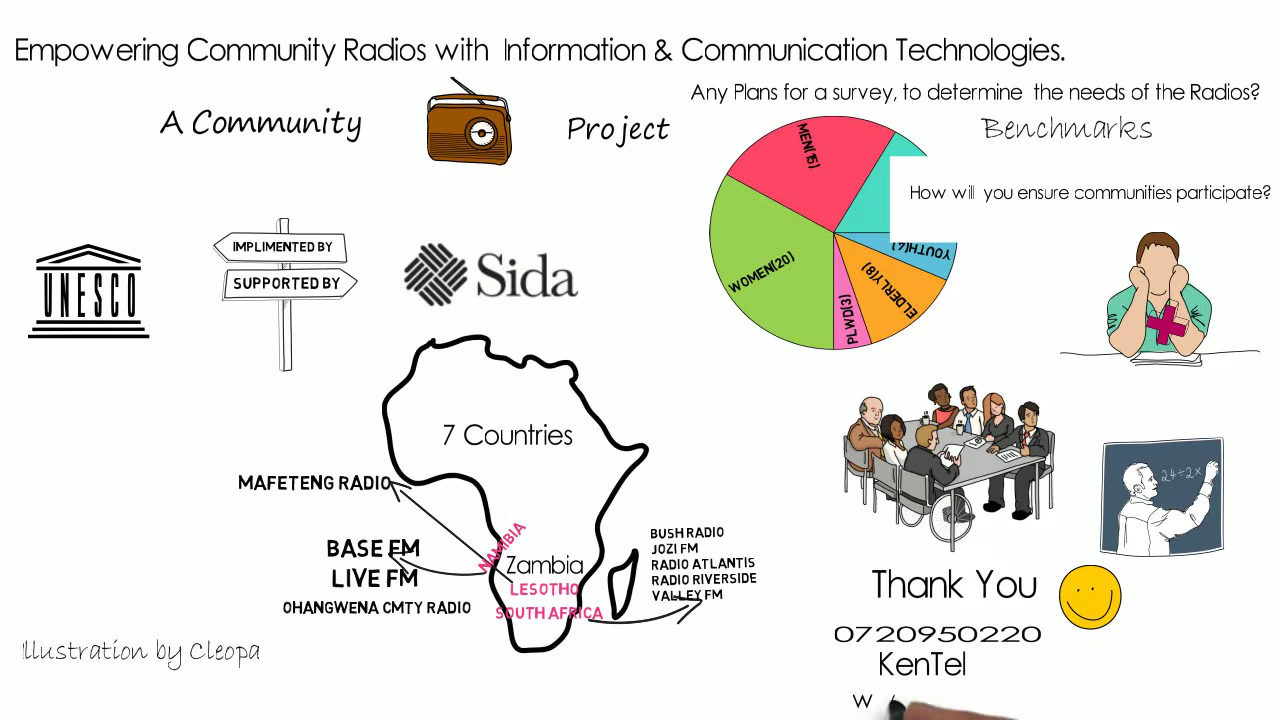 Empowering Community Radios with Information & Communication Technologies.
Any Plans for a survey, to determine the needs of the Radios?
A Community
Project
Benchmarks
MEN(15)
How will you ensure communities participate?
WOMEN(20)
PLWD(3)
ELDERLY(8)
YOUTH(4)
UNESCO
IMPLIMENTED BY
SUPPORTED BY
Sida
7 Countries
MAFETENG RADIO
BASE FM
LIVE FM
OHANGWENA CMTY RADIO
NAMIBIA
Zambia
LESOTHO
SOUTH AFRICA
BUSH RADIO
JOZI FM
RADIO ATLANTIS
RADIO RIVERSIDE
VALLEY FM
24÷2x
Thank You
0720950220
KenTel
W
Illustration by Cleopa